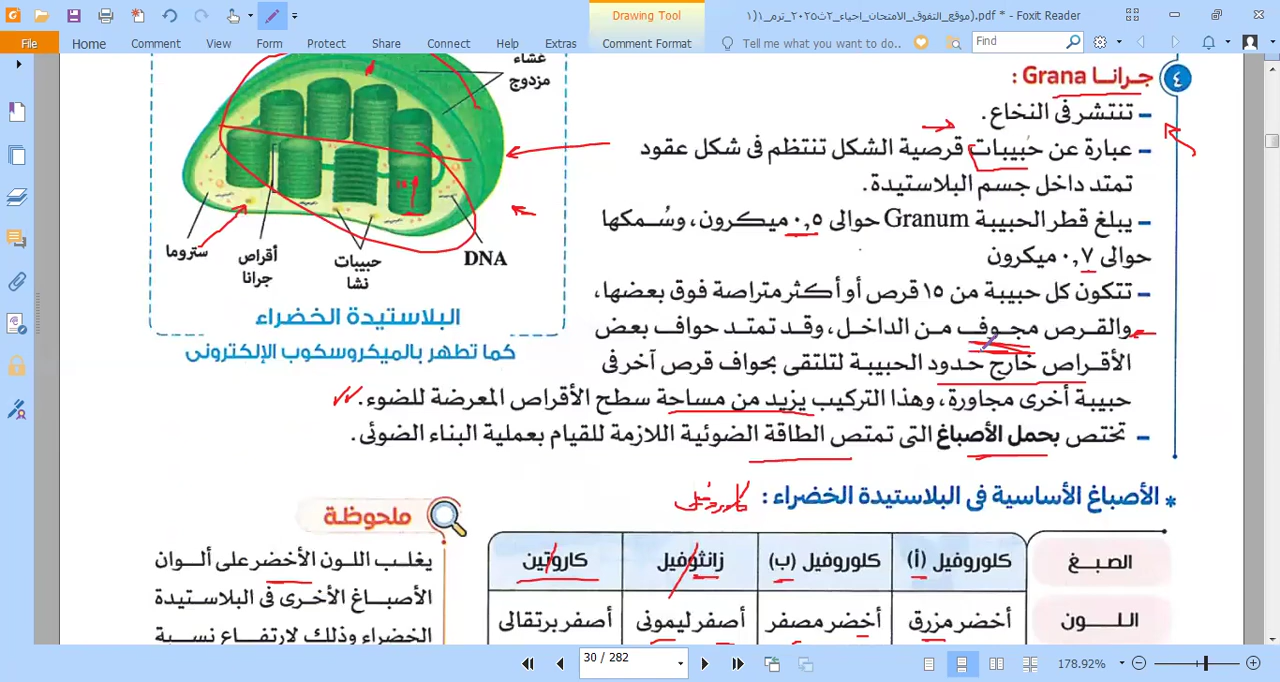 Drawing Tool
(موقع_التفوق_الامتحان_احياء_٢ث٢٠٢٥_ترم_١(١.pdf * - Foxit Reader
File Home Comment View Form Protect Share Connect Help Extras Comment Format Tell me what you want to do.. Find
٤ جرانا Grana :
– تنتشر فى النخاع.
– عبارة عن حُبيبات قرصية الشكل تنتظم فى شكل عقود
تمتد داخل جسم البلاستيدة.
– يبلغ قطر الحبيبة Granum حوالى ٠,٥ ميكرون، وسُمكها
حوالى ٠,٧ ميكرون
– تتكون كل حبيبة من ١٥ قرص أو أكثر متراصة فوق بعضها،
والقرص مجوف من الداخل، وقد تمتد حواف بعض
الأقراص خارج حدود الحبيبة لتلتقى بحواف قرص آخر فى
حبيبة أخرى مجاورة، وهذا التركيب يزيد من مساحة سطح الأقراص المعرضة للضوء.
– تختص بحمل الأصباغ التى تمتص الطاقة الضوئية اللازمة للقيام بعملية البناء الضوئى.
غشاء
مزدوج
DNA
حبيبات
نشا
أقراص
جرانا
ستروما
البلاستيدة الخضراء
كما تظهر بالميكروسكوب الإلكترونى
* الأصباغ الأساسية فى البلاستيدة الخضراء :
الصبغ كلوروفيل (أ) كلوروفيل (ب) زانثوفيل كاروتين
اللون أخضر مزرق أخضر مصفر أصفر ليمونى أصفر برتقالى
ملحوظة
يغلب اللون الأخضر على ألوان
الأصباغ الأخرى فى البلاستيدة
الخضراء وذلك لارتفاع نسبة
30 / 282
178.92%